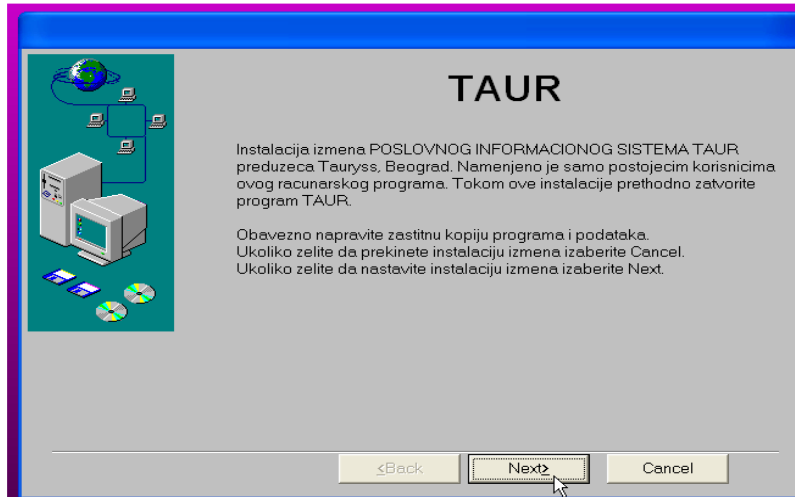 TAUR
Instalacija izmena POSLOVNOG INFORMACIONOG SISTEMA TAUR
preduzeca Tauryss, Beograd. Namenjeno je samo postojecim korisnicima
ovog racunarskog programa. Tokom ove instalacije prethodno zatvorite
program TAUR.
Obavezno napravite zastitnu kopiju programa i podataka.
Ukoliko zelite da prekinete instalaciju izmena izaberite Cancel.
Ukoliko zelite da nastavite instalaciju izmena izaberite Next.
<Back Next> Cancel